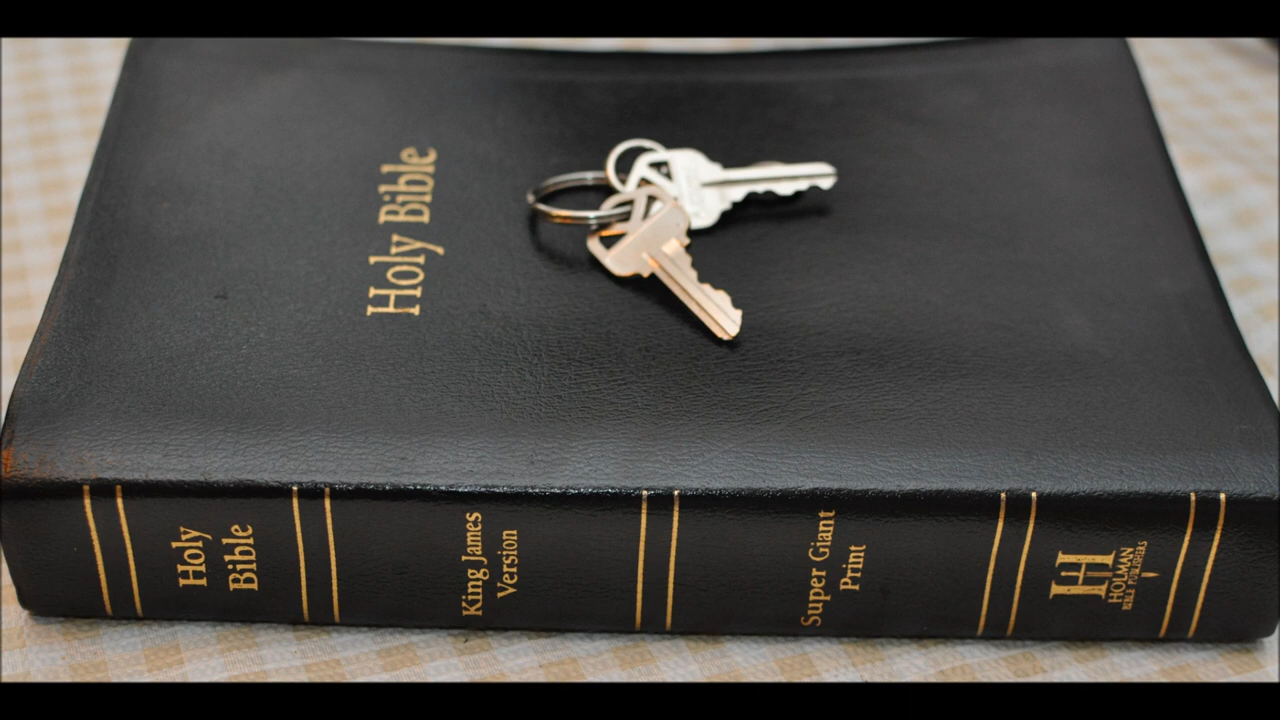 Holy Bible
Holy
Bible
King James
Version
Super Giant
Print
H
HOLMAN
BIBLE PUBLISHERS